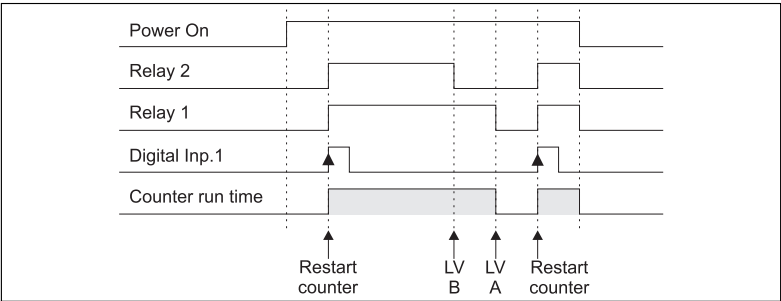 Power On
Relay 2
Relay 1
Digital Inp.1
Counter run time
Restart counter
LV B
LV A
Restart counter